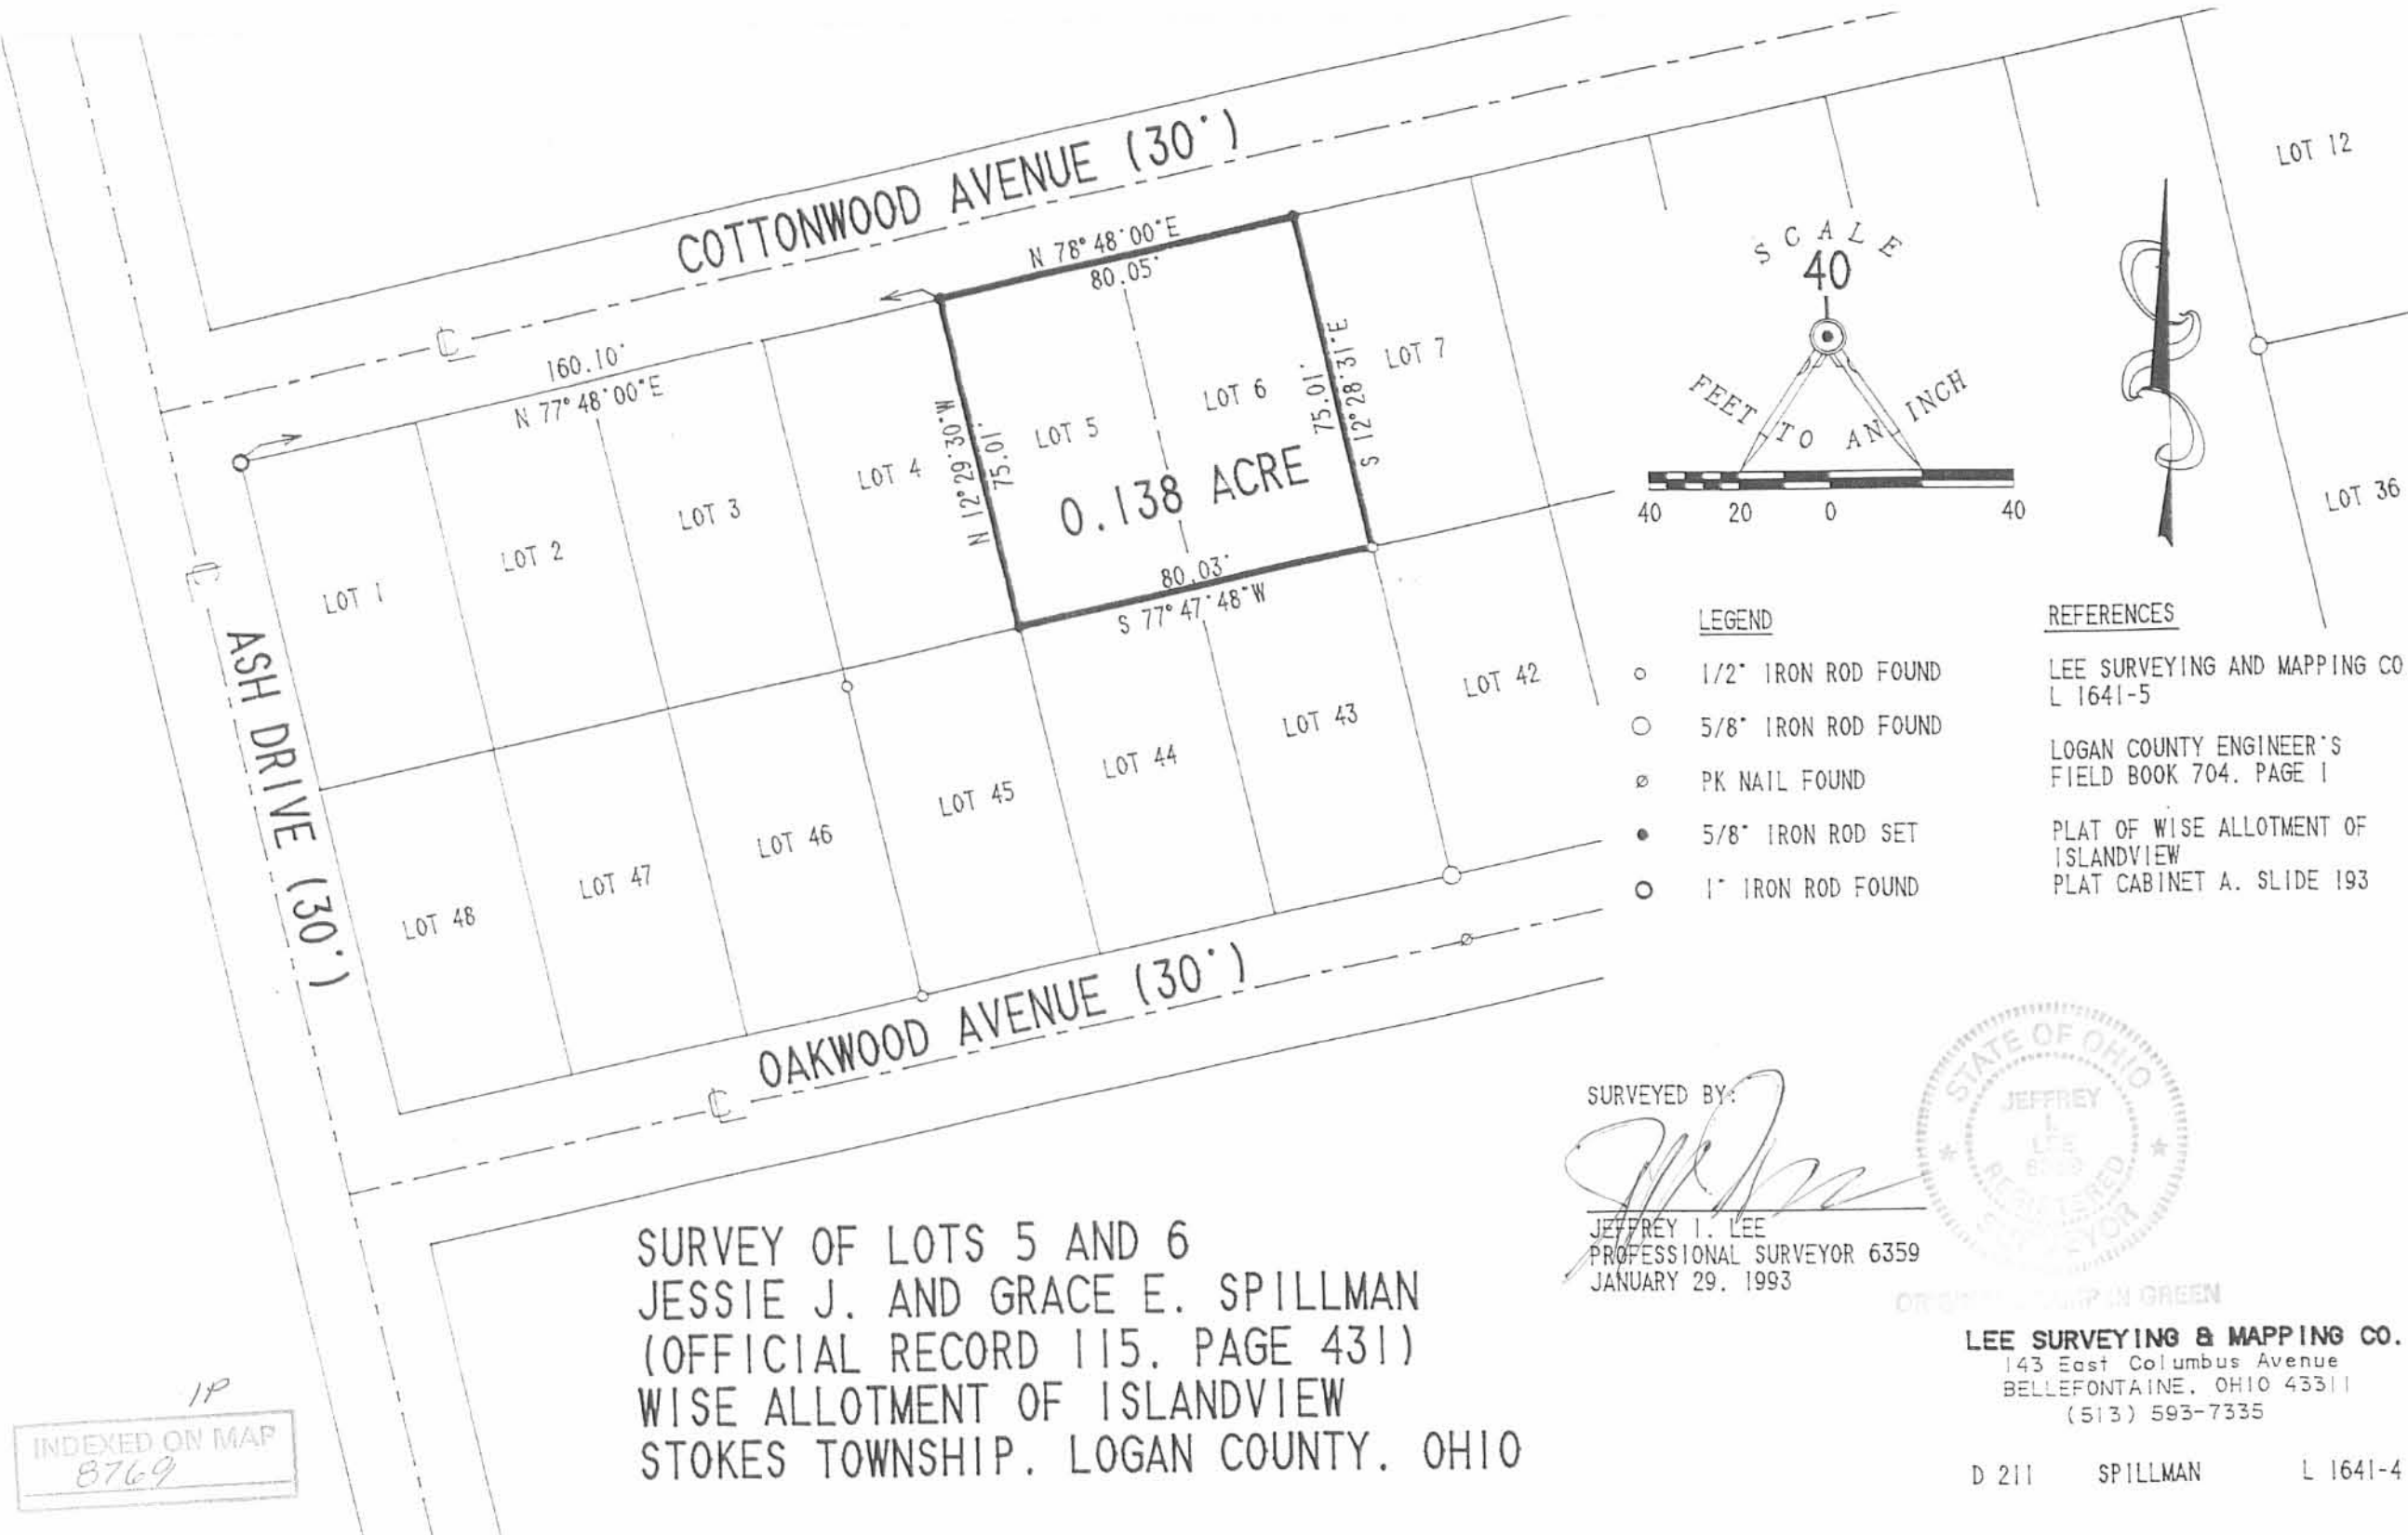 COTTONWOOD AVENUE (30')
N 78° 48' 00" E
80.05'
160.10'
N 77° 48' 00" E
N 12° 29' 30" W
75.01'
75.01'
S 12° 28' 31" E
80.03'
S 77° 47' 48" W
0.138 ACRE
LOT 1
LOT 2
LOT 3
LOT 4
LOT 5
LOT 6
LOT 7
LOT 12
LOT 36
LOT 48
LOT 47
LOT 46
LOT 45
LOT 44
LOT 43
LOT 42
ASH DRIVE (30')
OAKWOOD AVENUE (30')
SCALE
40
FEET TO AN INCH
40 20 0 40
LEGEND
1/2" IRON ROD FOUND
5/8" IRON ROD FOUND
PK NAIL FOUND
5/8" IRON ROD SET
1" IRON ROD FOUND
REFERENCES
LEE SURVEYING AND MAPPING CO
L 1641-5
LOGAN COUNTY ENGINEER'S
FIELD BOOK 704. PAGE 1
PLAT OF WISE ALLOTMENT OF
ISLANDVIEW
PLAT CABINET A. SLIDE 193
SURVEYED BY:
JEFFREY I. LEE
PROFESSIONAL SURVEYOR 6359
JANUARY 29. 1993
STATE OF OHIO
JEFFREY
I.
LEE
REGISTERED
SURVEYOR
IN GREEN
LEE SURVEYING & MAPPING CO.
143 East Columbus Avenue
BELLEFONTAINE, OHIO 43311
(513) 593-7335
D 211 SPILLMAN L 1641-4
SURVEY OF LOTS 5 AND 6
JESSIE J. AND GRACE E. SPILLMAN
(OFFICIAL RECORD 115. PAGE 431)
WISE ALLOTMENT OF ISLANDVIEW
STOKES TOWNSHIP. LOGAN COUNTY. OHIO
1P
INDEXED ON MAP
8769